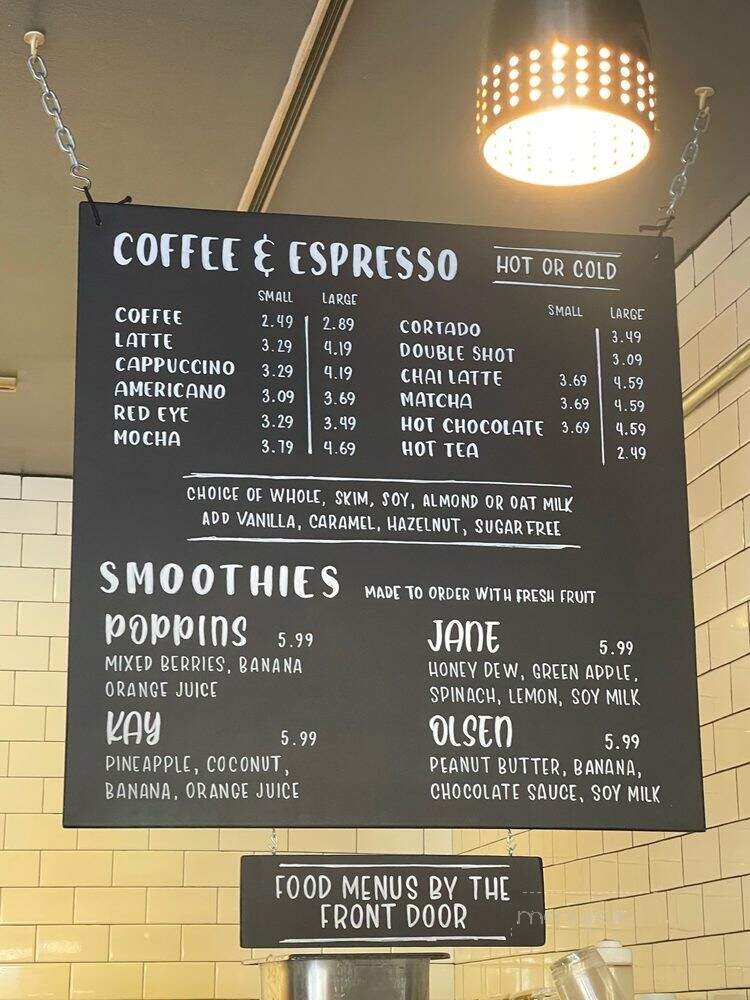 COFFEE & ESPRESSO HOT OR COLD
SMALL LARGE
COFFEE 2.49 2.89
LATTE 3.29 4.19
CAPPUCCINO 3.29 4.19
AMERICANO 3.09 3.69
RED EYE 3.29 3.49
MOCHA 3.79 4.69
SMALL LARGE
CORTADO 3.49
DOUBLE SHOT 3.09
CHAI LATTE 3.69 4.59
MATCHA 3.69 4.59
HOT CHOCOLATE 3.69 4.59
HOT TEA 2.49
CHOICE OF WHOLE, SKIM, SOY, ALMOND OR OAT MILK
ADD VANILLA, CARAMEL, HAZELNUT, SUGAR FREE
SMOOTHIES MADE TO ORDER WITH FRESH FRUIT
POPPINS 5.99
MIXED BERRIES, BANANA
ORANGE JUICE
JANE 5.99
HONEY DEW, GREEN APPLE,
SPINACH, LEMON, SOY MILK
KAY 5.99
PINEAPPLE, COCONUT,
BANANA, ORANGE JUICE
OLSEN 5.99
PEANUT BUTTER, BANANA,
CHOCOLATE SAUCE, SOY MILK
FOOD MENUS BY THE
FRONT DOOR